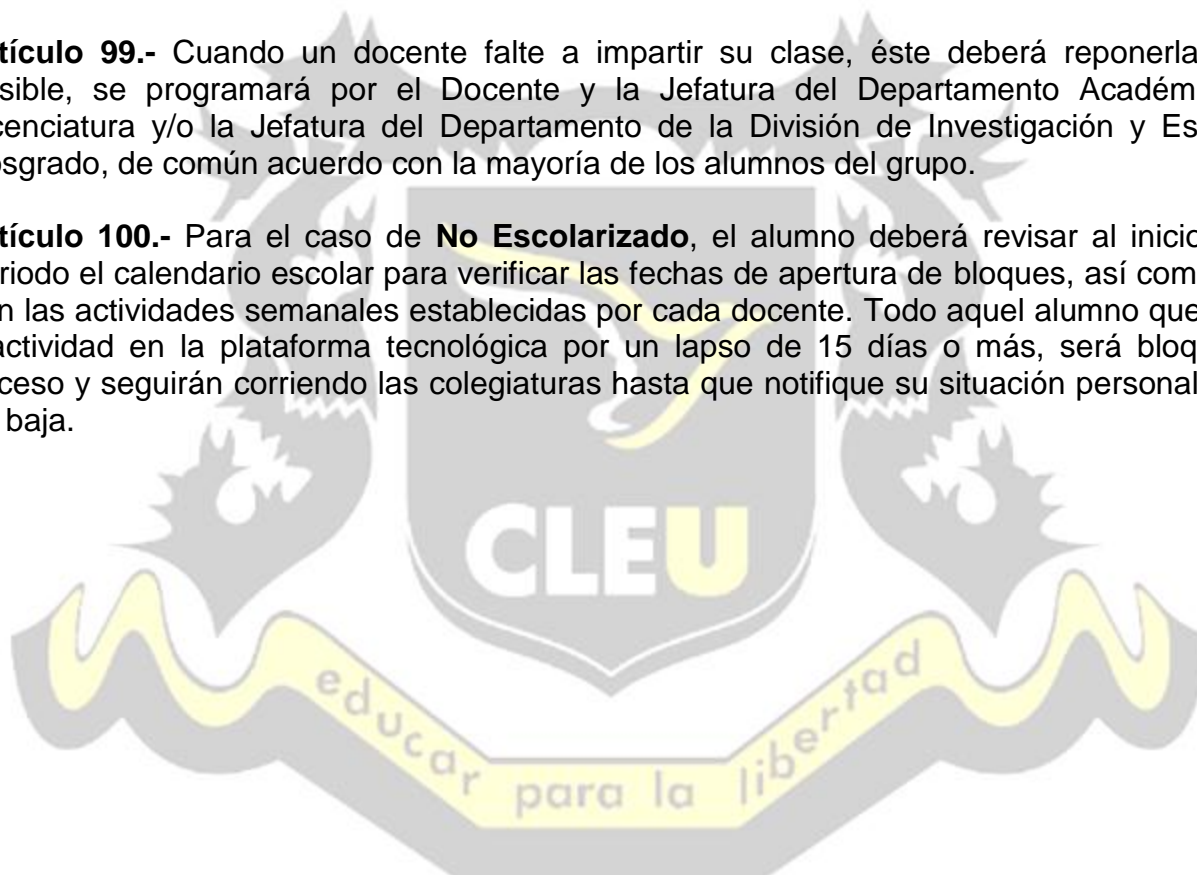 tículo 99.- Cuando un docente falte a impartir su clase, éste deberá reponerla
sible, se programará por el Docente y la Jefatura del Departamento Académ
cenciatura y/o la Jefatura del Departamento de la División de Investigación y Es
osgrado, de común acuerdo con la mayoría de los alumnos del grupo.
tículo 100.- Para el caso de No Escolarizado, el alumno deberá revisar al inicio
riodo el calendario escolar para verificar las fechas de apertura de bloques, así com
n las actividades semanales establecidas por cada docente. Todo aquel alumno que
actividad en la plataforma tecnológica por un lapso de 15 días o más, será bloq
ceso y seguirán corriendo las colegiaturas hasta que notifique su situación personal
baja.
CLEU
educar para la libertad